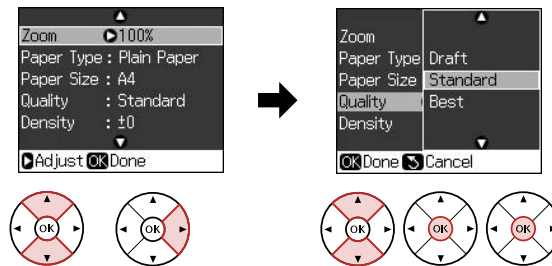 Zoom 100%
Paper Type : Plain Paper
Paper Size : A4
Quality : Standard
Density : ±0
Adjust OK Done
Zoom
Paper Type
Paper Size
Quality
Density
Draft
Standard
Best
OK Done Cancel
OK
OK
OK
OK
OK